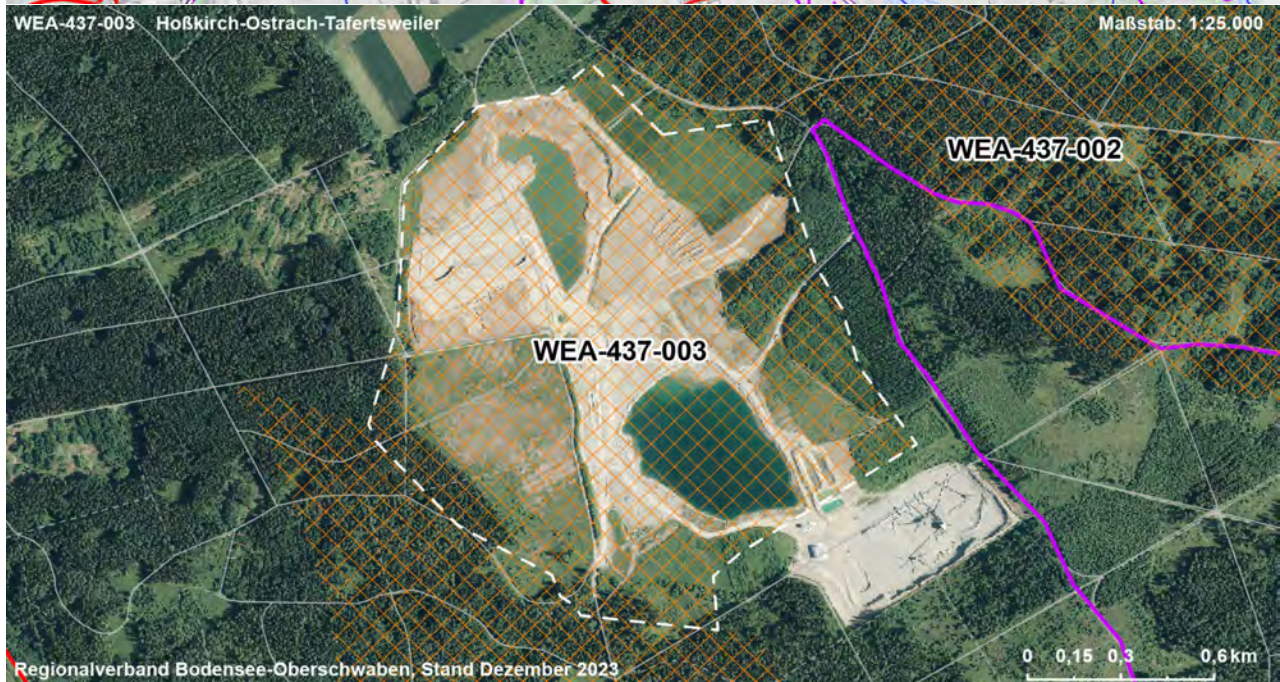 WEA-437-003 Hoßkirch-Ostrach-Tafertsweiler
Maßstab: 1:25.000
WEA-437-002
WEA-437-003
Regionalverband Bodensee-Oberschwaben, Stand Dezember 2023
0 0,15 0,3 0,6 km